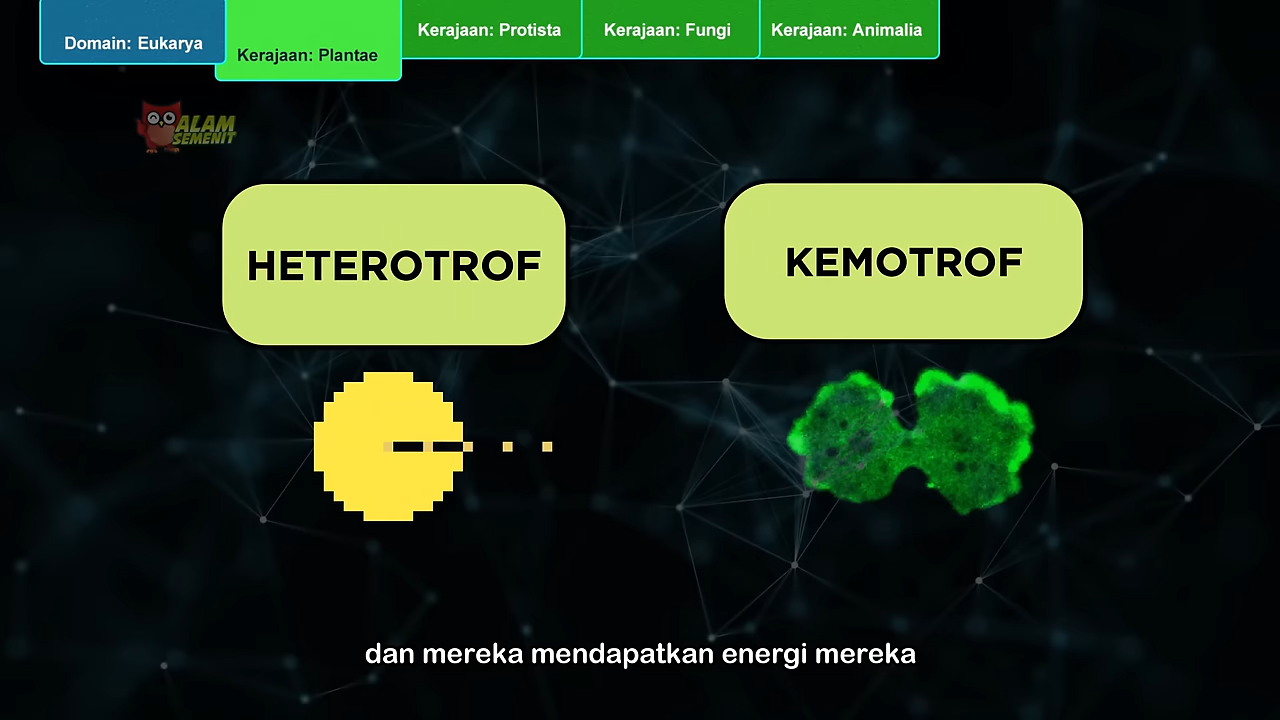 Domain: Eukarya
Kerajaan: Plantae
Kerajaan: Protista
Kerajaan: Fungi
Kerajaan: Animalia
ALAM
SEMENIT
HETEROTROF
KEMOTROF
dan mereka mendapatkan energi mereka